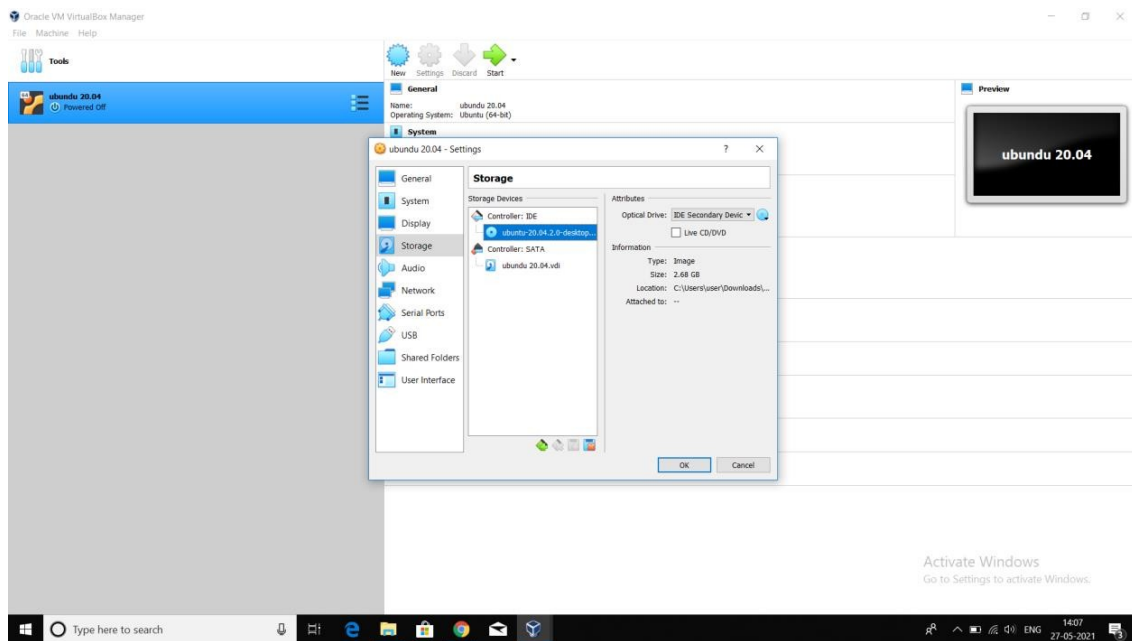 Oracle VM VirtualBox Manager
File Machine Help
Tools
New Settings Discard Start
ubundu 20.04
Powered Off
General
Name: ubundu 20.04
Operating System: Ubuntu (64-bit)
System
Preview
ubundu 20.04
ubundu 20.04 - Settings
General
System
Display
Storage
Audio
Network
Serial Ports
USB
Shared Folders
User Interface
Storage
Storage Devices
Controller: IDE
ubuntu-20.04.2.0-desktop...
Controller: SATA
ubundu 20.04.vdi
Attributes
Optical Drive: IDE Secondary Devic
Live CD/DVD
Information
Type: Image
Size: 2.68 GB
Location: C:\Users\user\Downloads\...
Attached to: --
OK Cancel
Activate Windows
Go to Settings to activate Windows.
Type here to search
ENG
14:07
27-05-2021
3